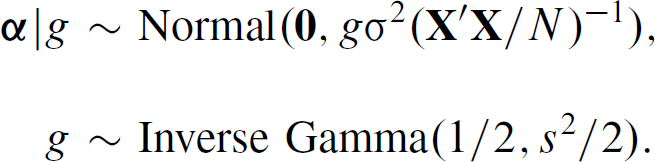 α|g ∼ Normal(0, gσ²(X′X/N)⁻¹),
g ∼ Inverse Gamma(1/2, s²/2).